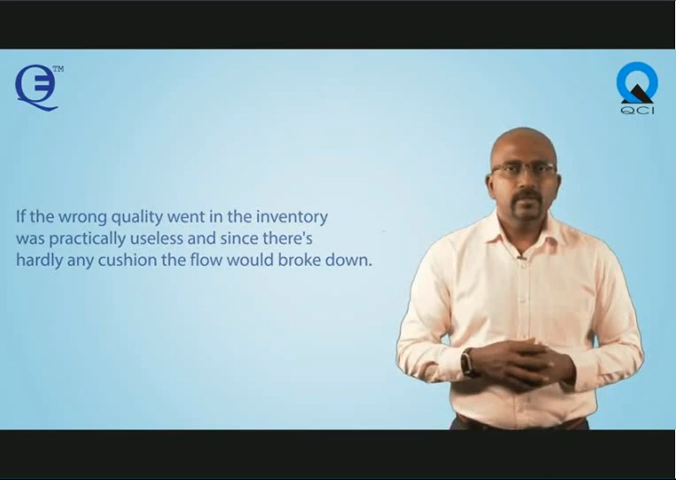 TM
QCI
If the wrong quality went in the inventory
was practically useless and since there's
hardly any cushion the flow would broke down.